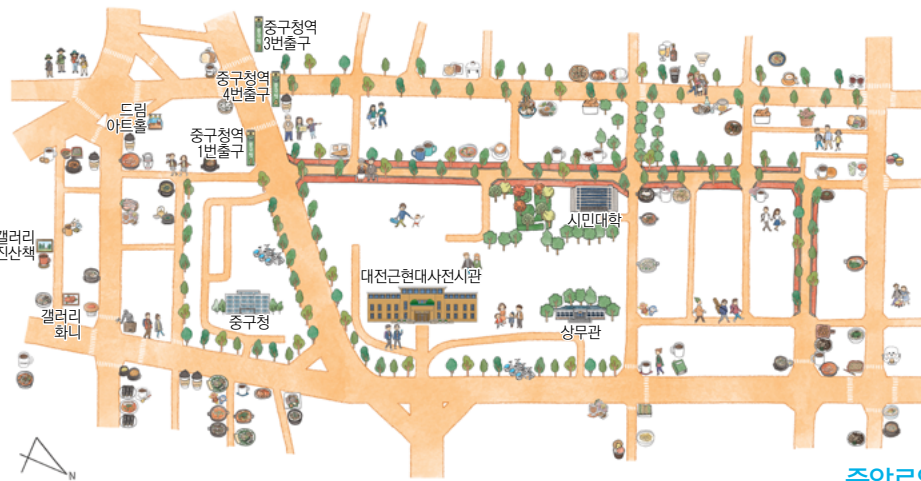 중구청역
3번출구
중구청역
4번출구
드림
아트홀
중구청역
1번출구
시민대학
갤러리
진산책
대전근현대사전시관
갤러리
화니
중구청
상무관
N